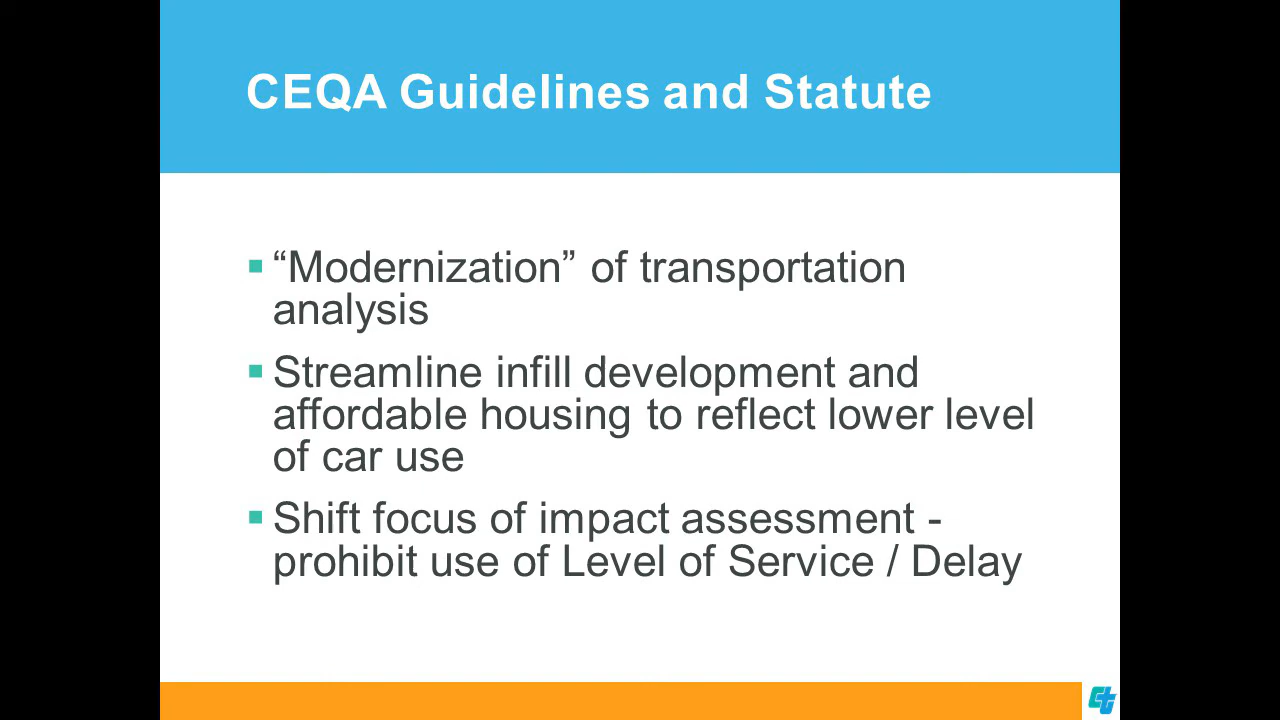 CEQA Guidelines and Statute
“Modernization” of transportation
analysis
Streamline infill development and
affordable housing to reflect lower level
of car use
Shift focus of impact assessment -
prohibit use of Level of Service / Delay